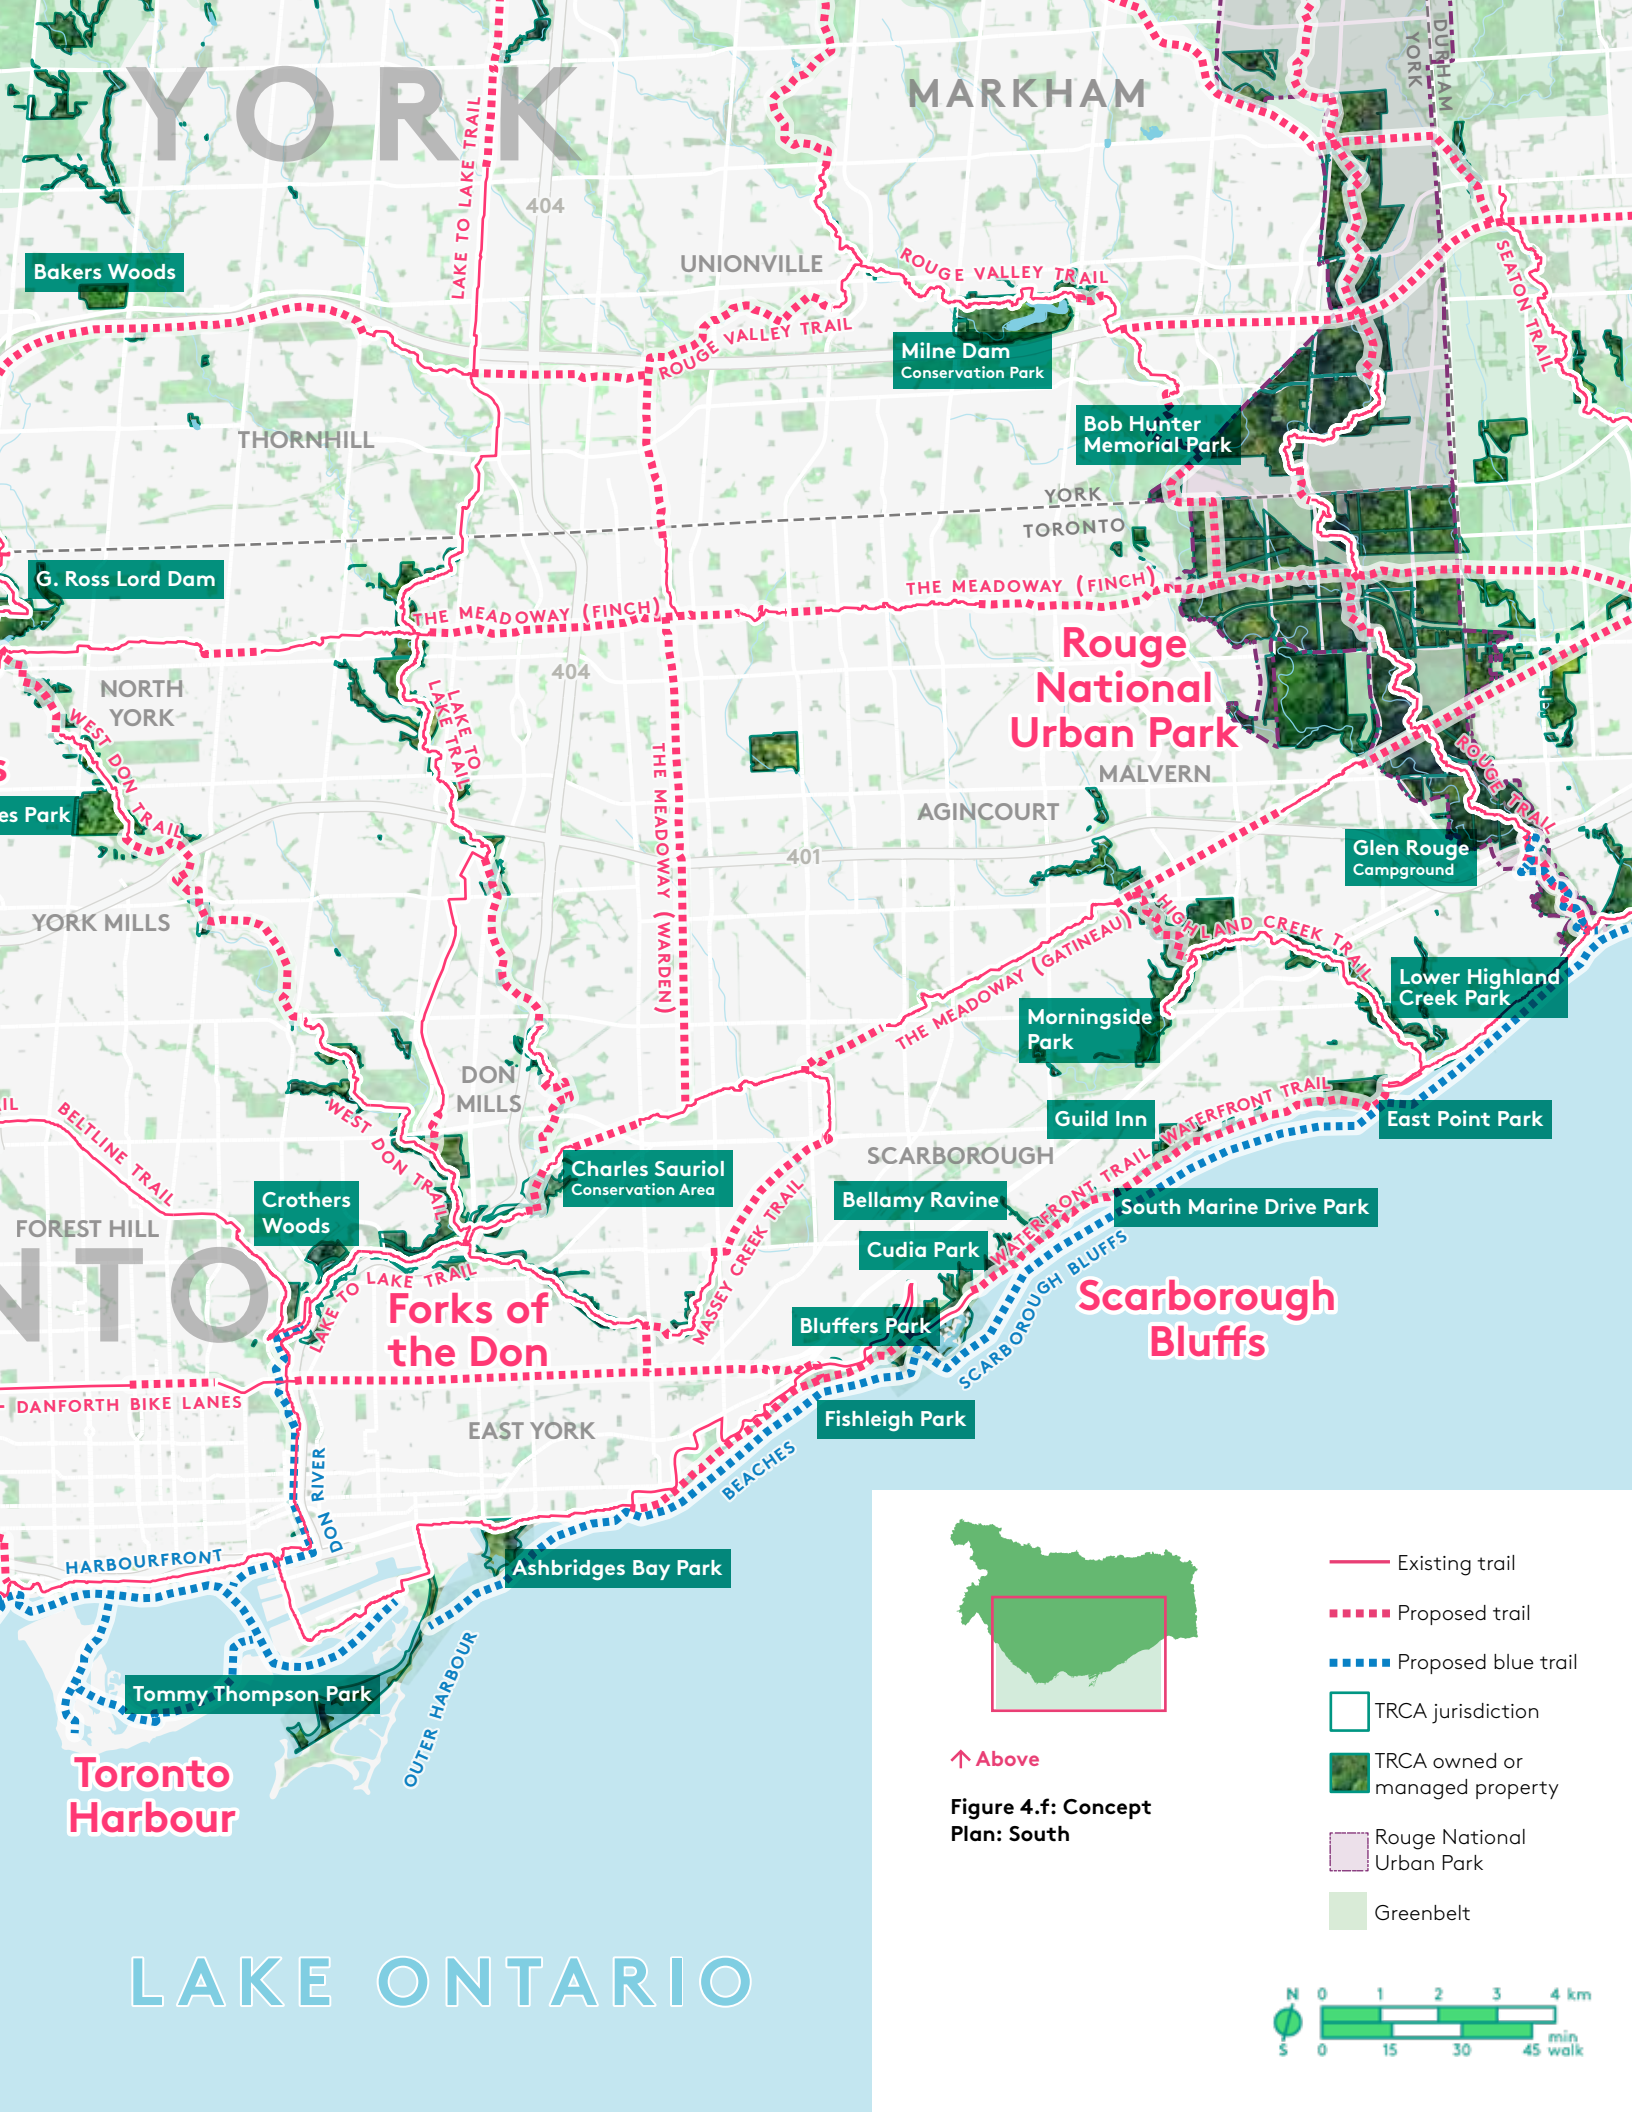 YORK
MARKHAM
YORK
DURHAM
LAKE TO LAKE TRAIL
404
UNIONVILLE
ROUGE VALLEY TRAIL
SEATON TRAIL
Bakers Woods
ROUGE VALLEY TRAIL
Milne Dam
Conservation Park
THORNHILL
Bob Hunter
Memorial Park
YORK
TORONTO
G. Ross Lord Dam
THE MEADOWAY (FINCH)
THE MEADOWAY (FINCH)
Rouge
National
Urban Park
404
NORTH
YORK
LAKE TO
LAKE TRAIL
WEST DON TRAIL
THE MEADOWAY (WARDEN)
s
ROUGE TRAIL
MALVERN
AGINCOURT
es Park
401
Glen Rouge
Campground
YORK MILLS
HIGHLAND CREEK TRAIL
THE MEADOWAY (GATINEAU)
Lower Highland
Creek Park
Morningside
Park
DON
MILLS
IL
BELTLINE TRAIL
WEST DON TRAIL
WATERFRONT TRAIL
Guild Inn
East Point Park
SCARBOROUGH
Charles Sauriol
Conservation Area
Crothers
Woods
Bellamy Ravine
South Marine Drive Park
FOREST HILL
NTO
WATERFRONT TRAIL
Cudia Park
MASSEY CREEK TRAIL
LAKE TO LAKE TRAIL
Forks of
the Don
SCARBOROUGH BLUFFS
Scarborough
Bluffs
Bluffers Park
DANFORTH BIKE LANES
Fishleigh Park
EAST YORK
BEACHES
DON RIVER
HARBOURFRONT
Ashbridges Bay Park
OUTER HARBOUR
Tommy Thompson Park
Toronto
Harbour
LAKE ONTARIO
↑ Above
Figure 4.f: Concept
Plan: South
Existing trail
Proposed trail
Proposed blue trail
TRCA jurisdiction
TRCA owned or
managed property
Rouge National
Urban Park
Greenbelt
N
S
0 1 2 3 4 km
0 15 30 45 min walk